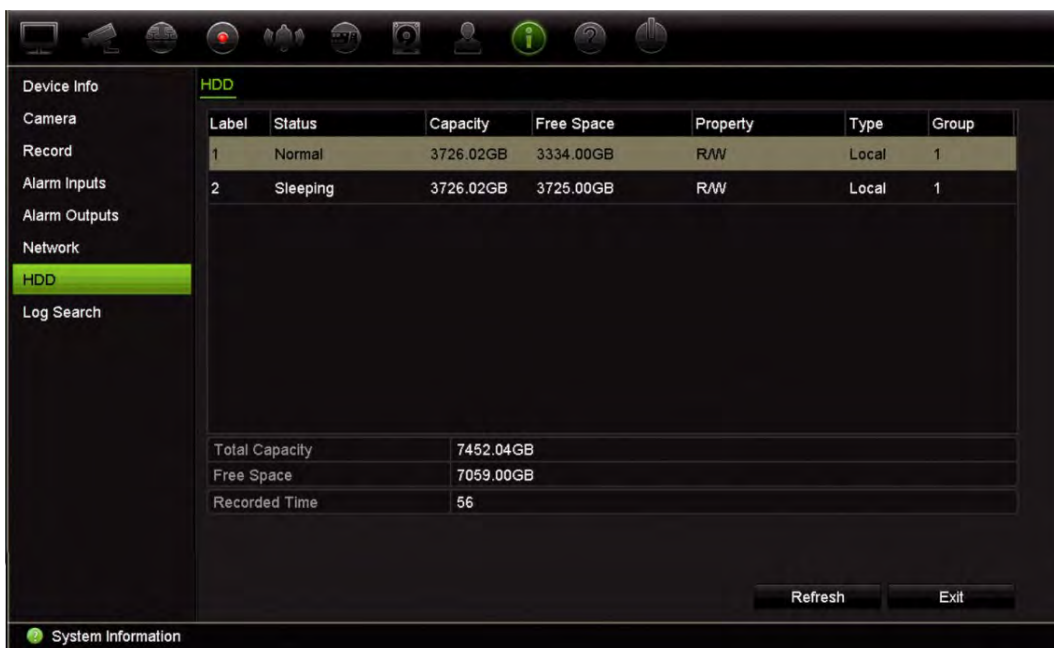 Device Info
HDD
Camera
Label Status Capacity Free Space Property Type Group
Record
1 Normal 3726.02GB 3334.00GB R/W Local 1
Alarm Inputs
2 Sleeping 3726.02GB 3725.00GB R/W Local 1
Alarm Outputs
Network
HDD
Log Search
Total Capacity 7452.04GB
Free Space 7059.00GB
Recorded Time 56
Refresh Exit
System Information